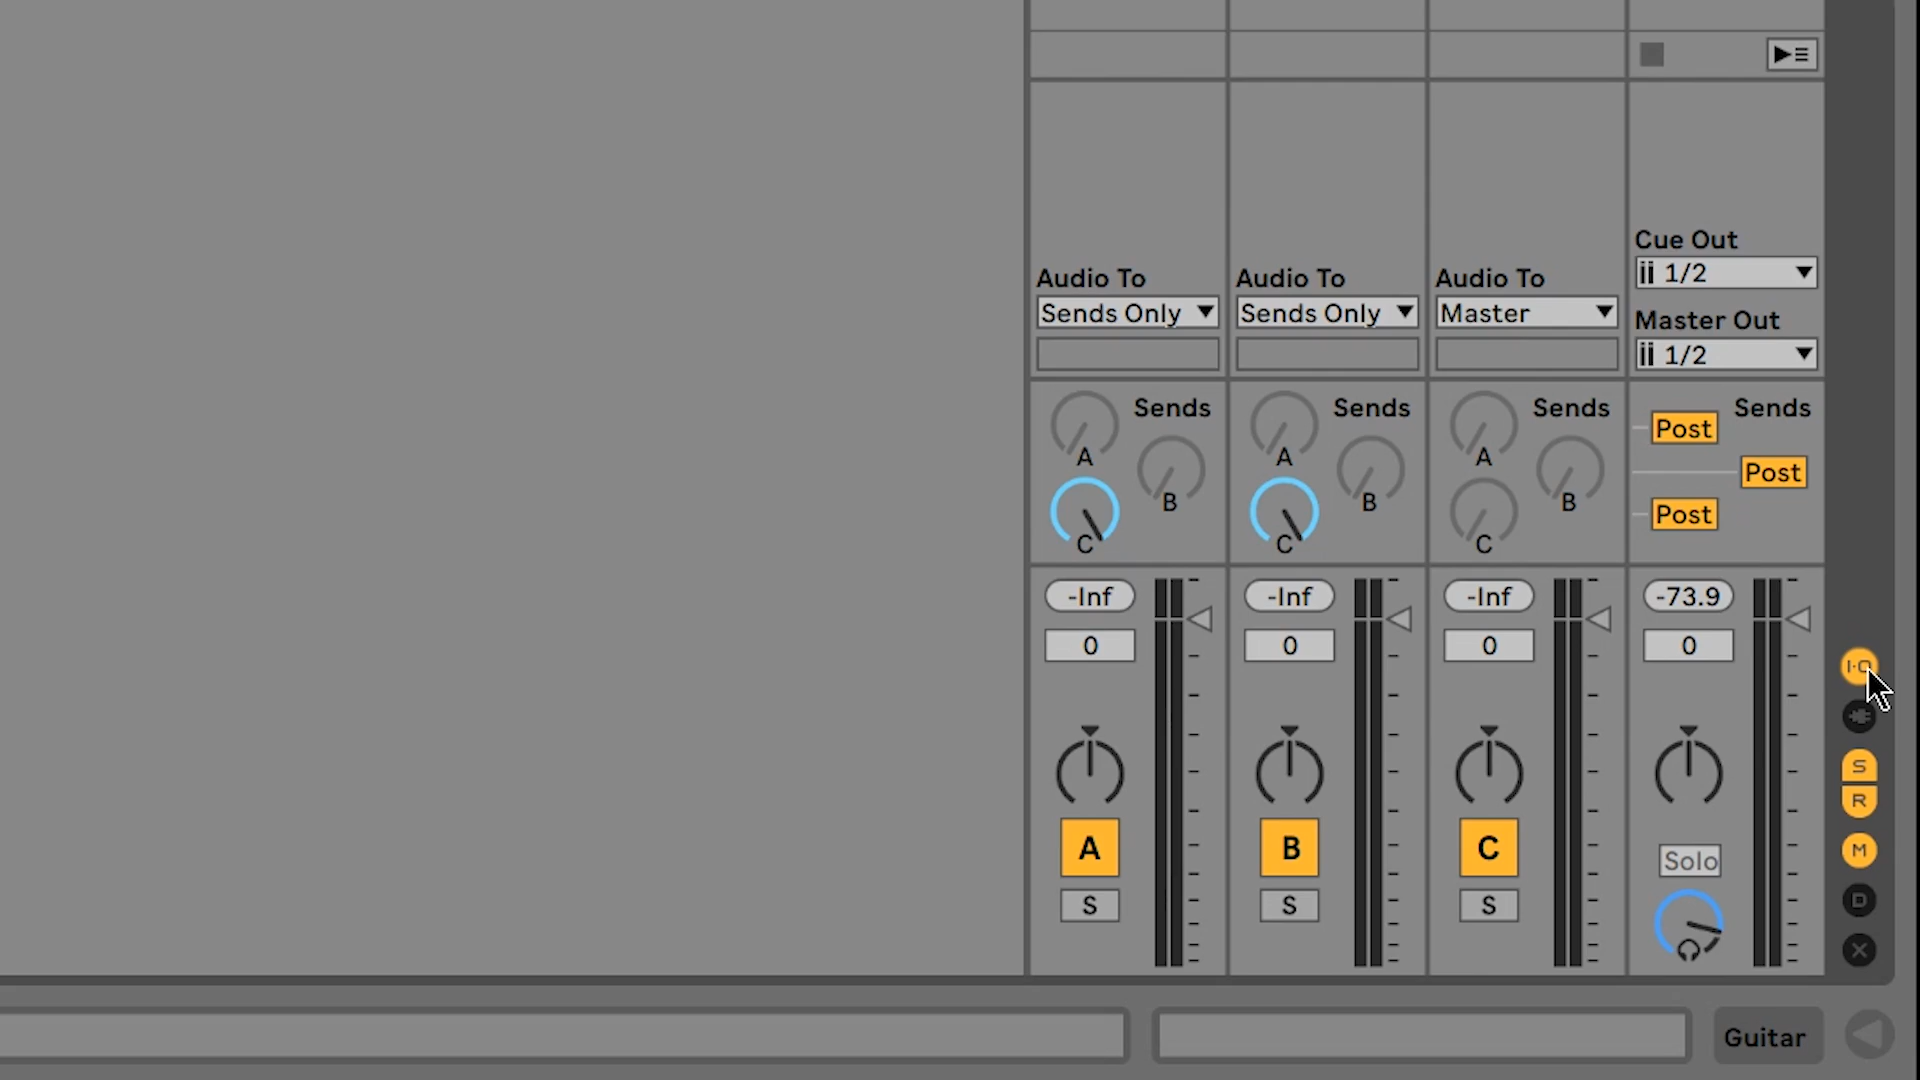 Cue Out
1/2
Audio To
Audio To
Audio To
Sends Only
Sends Only
Master
Master Out
1/2
Sends
A
B
C
Sends
A
B
C
Sends
A
B
C
Sends
Post
Post
Post
-Inf
-Inf
-Inf
-73.9
0
0
0
0
I·O
S
R
A
B
C
M
Solo
S
S
S
D
Guitar